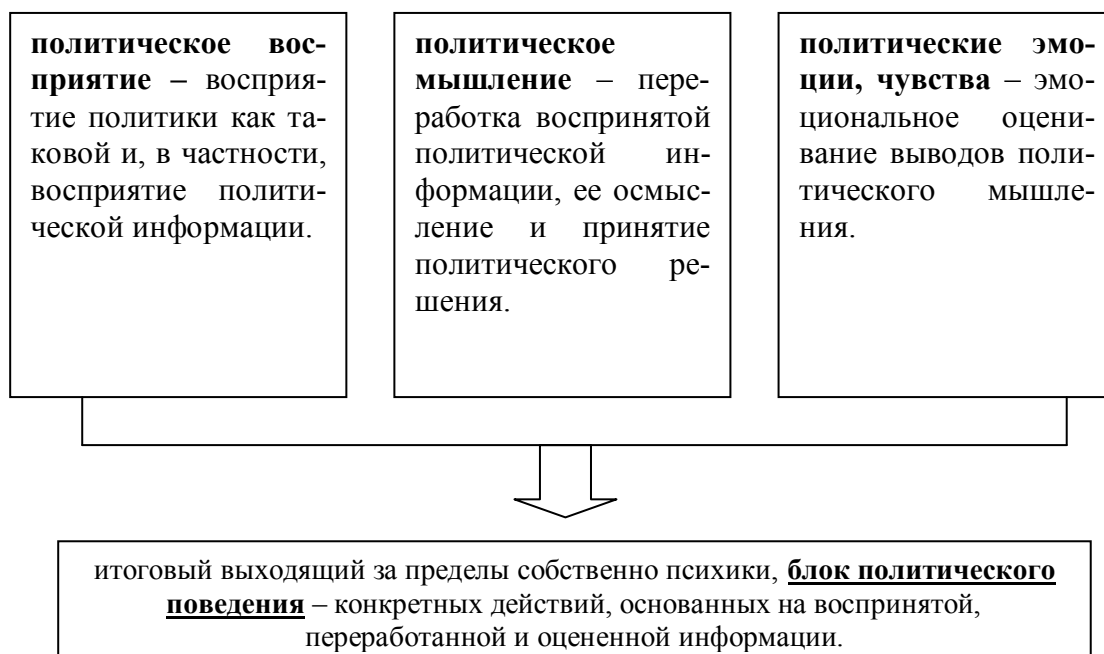 политическое вос-
приятие – восприя-
тие политики как та-
ковой и, в частности,
восприятие полити-
ческой информации.
политическое
мышление – пере-
работка воспринятой
политической ин-
формации, ее осмыс-
ление и принятие
политического ре-
шения.
политические эмо-
ции, чувства – эмо-
циональное оцени-
вание выводов поли-
тического мышле-
ния.
итоговый выходящий за пределы собственно психики, блок политического
поведения – конкретных действий, основанных на воспринятой,
переработанной и оцененной информации.